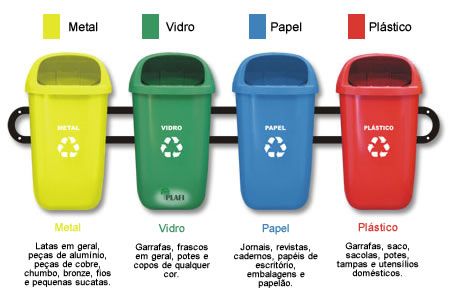 Metal
Vidro
Papel
Plástico
METAL
VIDRO
PAPEL
PLÁSTICO
PLAFI
Metal
Latas em geral,
peças de alumínio,
peças de cobre,
chumbo, bronze, fios
e pequenas sucatas.
Vidro
Garrafas, frascos
em geral, potes e
copos de qualquer
cor.
Papel
Jornais, revistas,
cadernos, papéis de
escritório,
embalagens e
papelão.
Plástico
Garrafas, saco,
sacolas, potes,
tampas e utensílios
domésticos.